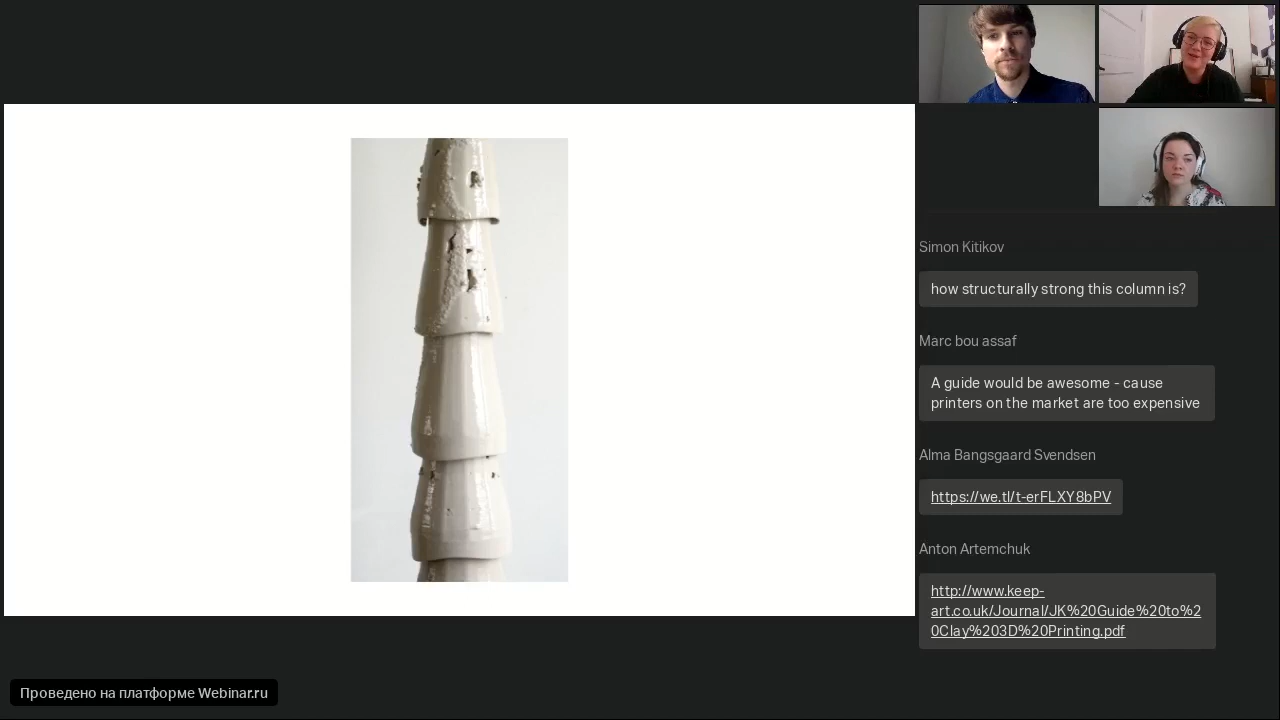 Simon Kitikov
how structurally strong this column is?
Marc bou assaf
A guide would be awesome - cause
printers on the market are too expensive
Alma Bangsgaard Svendsen
https://we.tl/t-erFLXY8bPV
Anton Artemchuk
http://www.keep-
art.co.uk/Journal/JK%20Guide%20to%2
0Clay%203D%20Printing.pdf
Проведено на платформе Webinar.ru